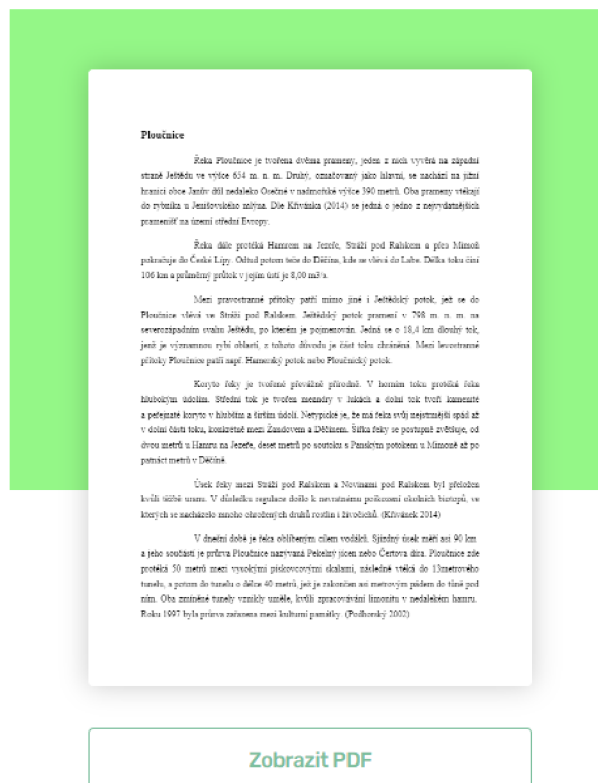 Ploučnice
Řeka Ploučnice je tvořena dvěma prameny, jeden z nich vyvěrá na západní
straně Ještědu ve výšce 654 m. n. m. Druhý, označovaný jako hlavní, se nachází na jižní
hranici obce Janův důl nedaleko Osečné v nadmořské výšce 390 metrů. Oba prameny vtékají
do rybníka u Jenišovského mlýna. Dle Křivánka (2014) se jedná o jedno z nejvydatnějších
pramenišť na území střední Evropy.
Řeka dále protéká Hamrem na Jezeře, Stráží pod Ralskem a přes Mimoň
pokračuje do České Lípy. Odtud potom teče do Děčína, kde se vlévá do Labe. Délka toku činí
106 km a průměrný průtok v jejím ústí je 8,00 m3/s.
Mezi pravostranné přítoky patří mimo jiné i Ještědský potok, jež se do
Ploučnice vlévá ve Stráži pod Ralskem. Ještědský potok pramení v 798 m. n. m. na
severozápadním svahu Ještědu, po kterém je pojmenován. Jedná se o 18,4 km dlouhý tok,
jenž je významnou rybí oblastí, z tohoto důvodu je část toku chráněná. Mezi levostranné
přítoky Ploučnice patří např. Hamerský potok nebo Ploučnický potok.
Koryto řeky je tvořené převážně přírodně. V horním toku protéká řeka
hlubokým údolím. Střední tok je tvořen meandry v lukách a dolní tok tvoří kamenité
a peřejnaté koryto v hlubším a širším údolí. Netypické je, že má řeka svůj nejstrmější spád až
v dolní části toku, konkrétně mezi Žandovem a Děčínem. Šířka řeky se postupně zvětšuje, od
dvou metrů u Hamru na Jezeře, deset metrů po soutoku s Panským potokem u Mimoně až po
patnáct metrů v Děčíně.
Úsek řeky mezi Stráží pod Ralskem a Novinami pod Ralskem byl přeložen
kvůli těžbě uranu. V důsledku regulace došlo k nevratnému poškození okolních biotopů, ve
kterých se nacházelo mnoho ohrožených druhů rostlin i živočichů. (Křivánek 2014)
V dnešní době je řeka oblíbeným cílem vodáků. Sjízdný úsek měří asi 90 km
a jeho součástí je průrva Ploučnice nazývaná Pekelný jícen nebo Čertova díra. Ploučnice zde
protéká 50 metrů mezi vysokými pískovcovými skalami, následně vtéká do 13metrového
tunelu, a potom do tunelu o délce 40 metrů, jež je zakončen asi metrovým pádem do tůně pod
ním. Oba zmíněné tunely vznikly uměle, kvůli zpracovávání limonitu v nedalekém hamru.
Roku 1997 byla průrva zařazena mezi kulturní památky. (Podhorský 2002)
Zobrazit PDF